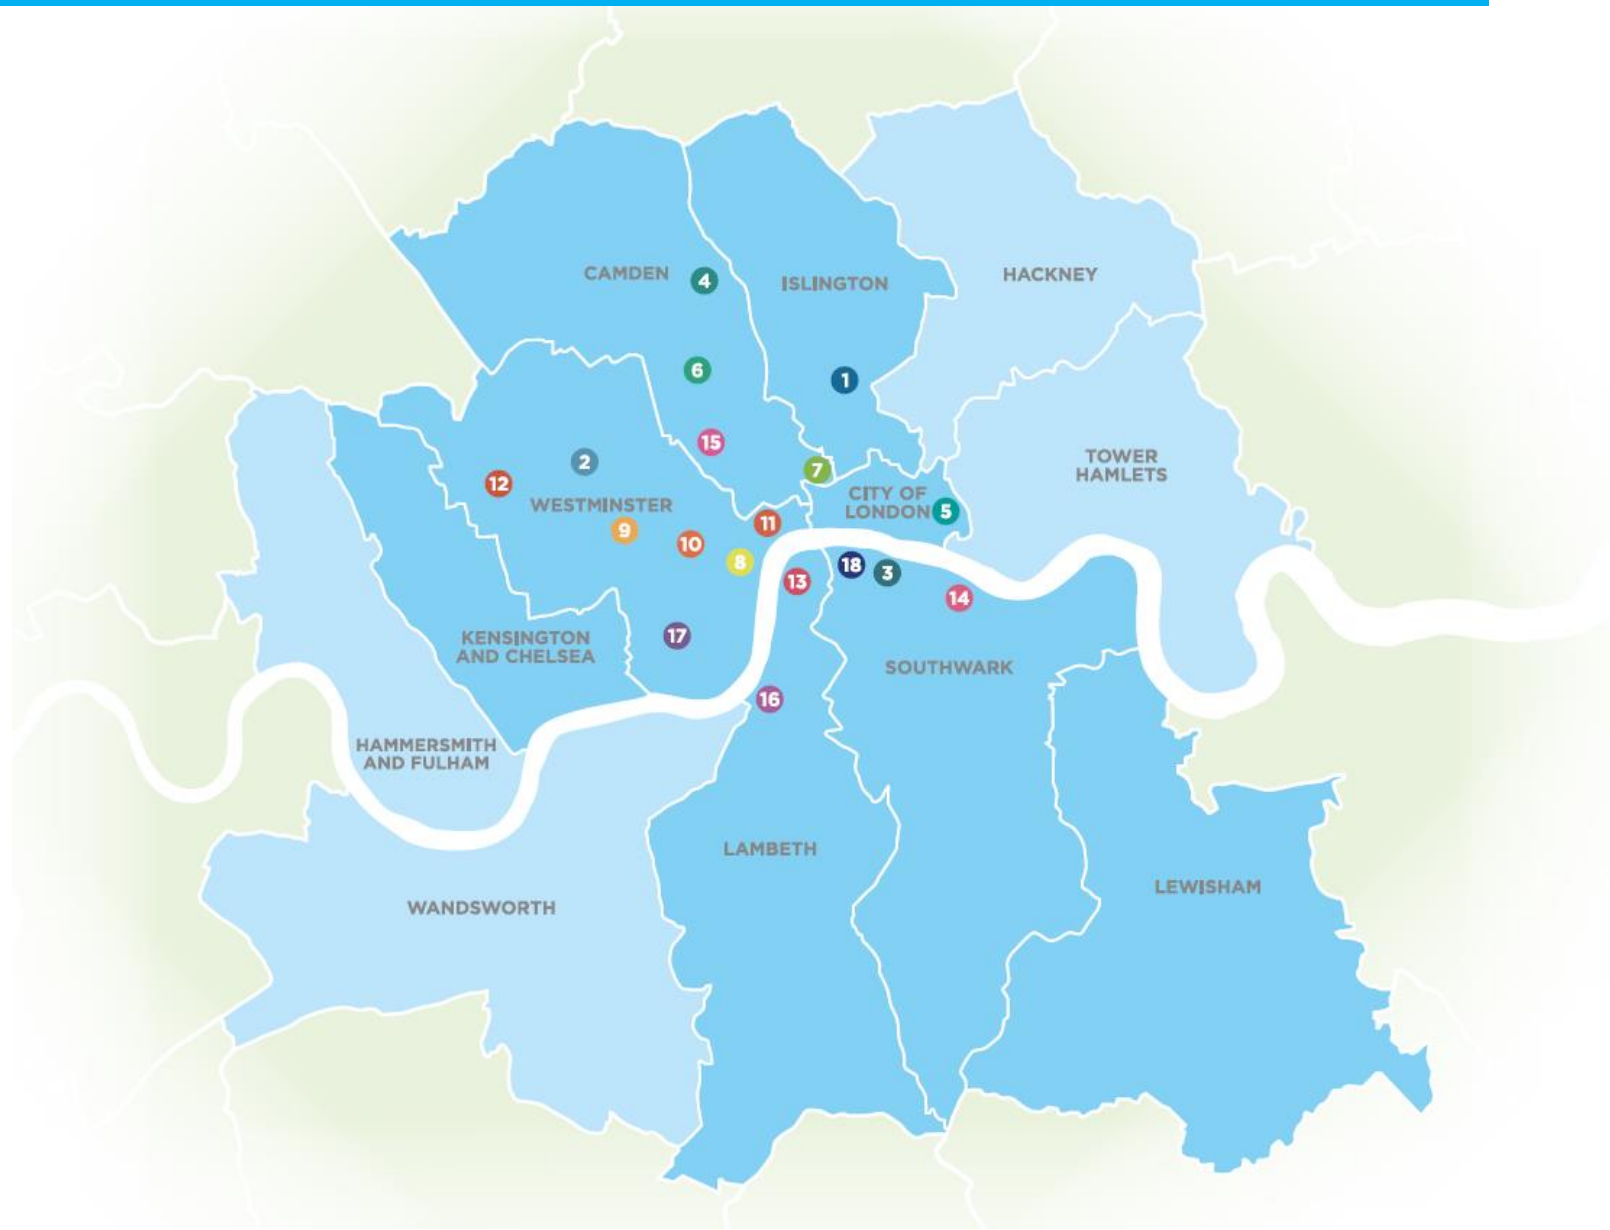 CAMDEN
4
ISLINGTON
HACKNEY
6
1
15
2
12
7
TOWER
HAMLETS
WESTMINSTER
CITY OF
LONDON
5
9
10
11
8
18
3
13
14
17
KENSINGTON
AND CHELSEA
SOUTHWARK
16
HAMMERSMITH
AND FULHAM
LAMBETH
LEWISHAM
WANDSWORTH